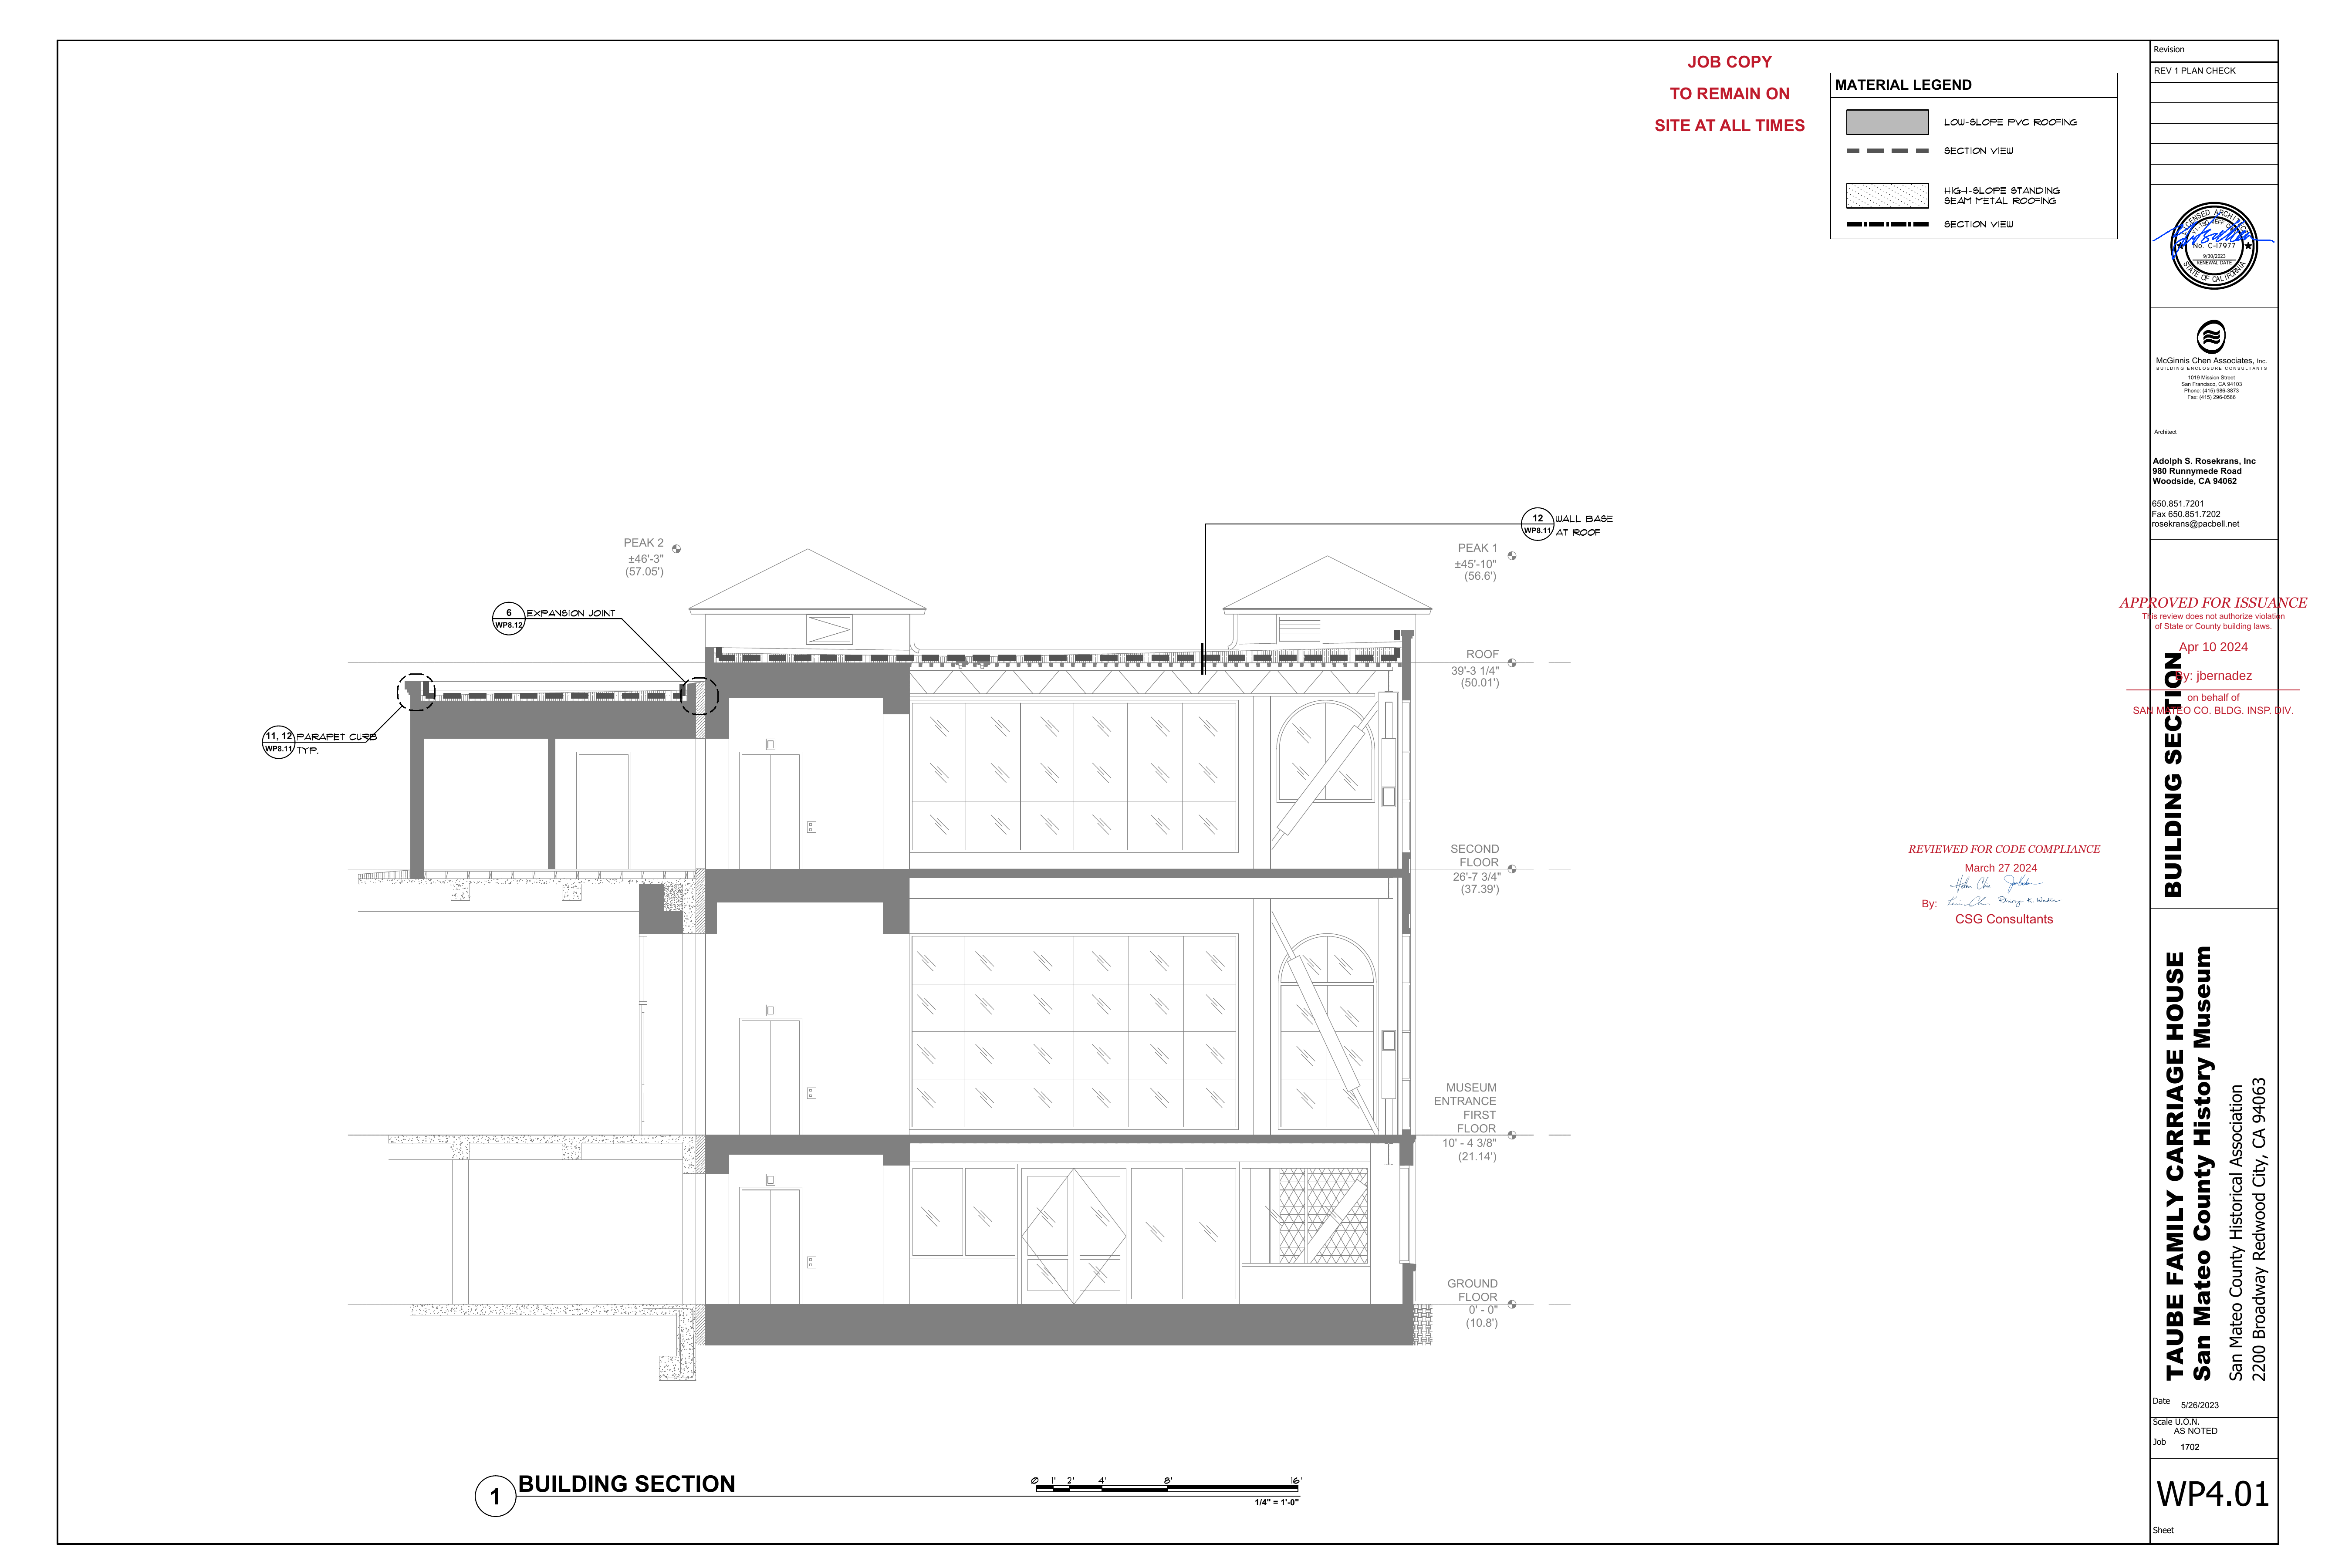 JOB COPY
TO REMAIN ON
SITE AT ALL TIMES
MATERIAL LEGEND
LOW-SLOPE PVC ROOFING
SECTION VIEW
HIGH-SLOPE STANDING
SEAM METAL ROOFING
SECTION VIEW
PEAK 2
±46'-3"
(57.05')
6
WP8.12
EXPANSION JOINT
11, 12
WP8.11
PARAPET CURB
TYP.
12
WP8.11
WALL BASE
AT ROOF
PEAK 1
±45'-10"
(56.6')
ROOF
39'-3 1/4"
(50.01')
SECOND
FLOOR
26'-7 3/4"
(37.39')
MUSEUM
ENTRANCE
FIRST
FLOOR
10' - 4 3/8"
(21.14')
GROUND
FLOOR
0' - 0"
(10.8')
REVIEWED FOR CODE COMPLIANCE
March 27 2024
By:
CSG Consultants
1
BUILDING SECTION
0 1' 2' 4' 8' 16'
1/4" = 1'-0"
Revision
REV 1 PLAN CHECK
LICENSED ARCHITECT
No. C-17977
9/30/2023
RENEWAL DATE
STATE OF CALIFORNIA
McGinnis Chen Associates, Inc.
BUILDING ENCLOSURE CONSULTANTS
1019 Mission Street
San Francisco, CA 94103
Phone: (415) 986-3873
Fax: (415) 296-0586
Architect
Adolph S. Rosekrans, Inc
980 Runnymede Road
Woodside, CA 94062
650.851.7201
Fax 650.851.7202
rosekrans@pacbell.net
APPROVED FOR ISSUANCE
This review does not authorize violation
of State or County building laws.
Apr 10 2024
By: jbernadez
on behalf of
SAN MATEO CO. BLDG. INSP. DIV.
BUILDING SECTION
TAUBE FAMILY CARRIAGE HOUSE
San Mateo County History Museum
San Mateo County Historical Association
2200 Broadway Redwood City, CA 94063
Date
5/26/2023
Scale U.O.N.
AS NOTED
Job
1702
WP4.01
Sheet